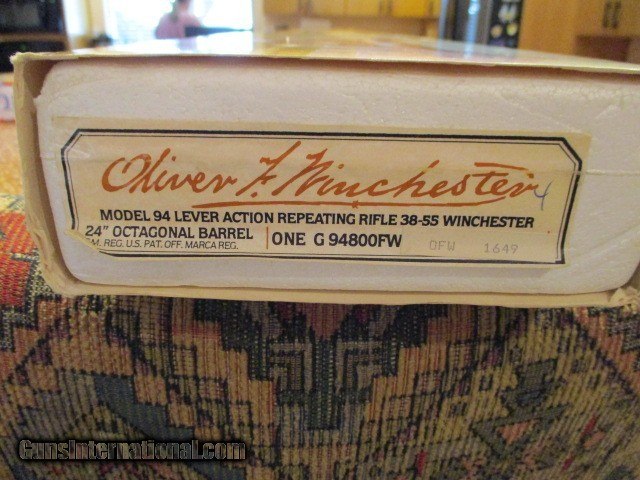 Oliver F. Winchester
MODEL 94 LEVER ACTION REPEATING RIFLE 38-55 WINCHESTER
24" OCTAGONAL BARREL
M. REG. U.S. PAT. OFF. MARCA REG.
ONE G 94800FW OFW 1649
GunsInternational.com